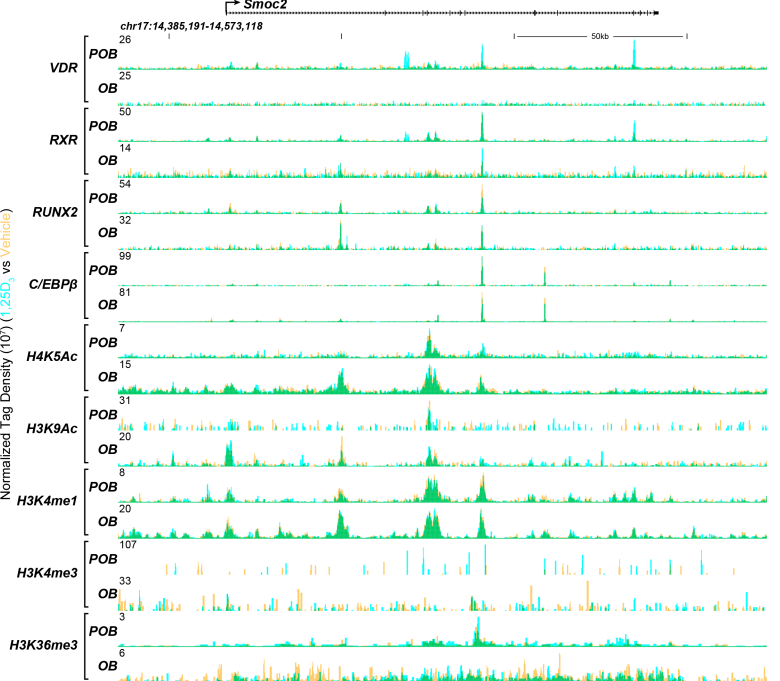 Smoc2
chr17:14,385,191-14,573,118
50kb
Normalized Tag Density (10⁷) (1,25D₃ vs Vehicle)
VDR
POB 26
OB 25
RXR
POB 50
OB 14
RUNX2
POB 54
OB 32
C/EBPβ
POB 99
OB 81
H4K5Ac
POB 7
OB 15
H3K9Ac
POB 31
OB 20
H3K4me1
POB 8
OB 20
H3K4me3
POB 107
OB 33
H3K36me3
POB 3
OB 6